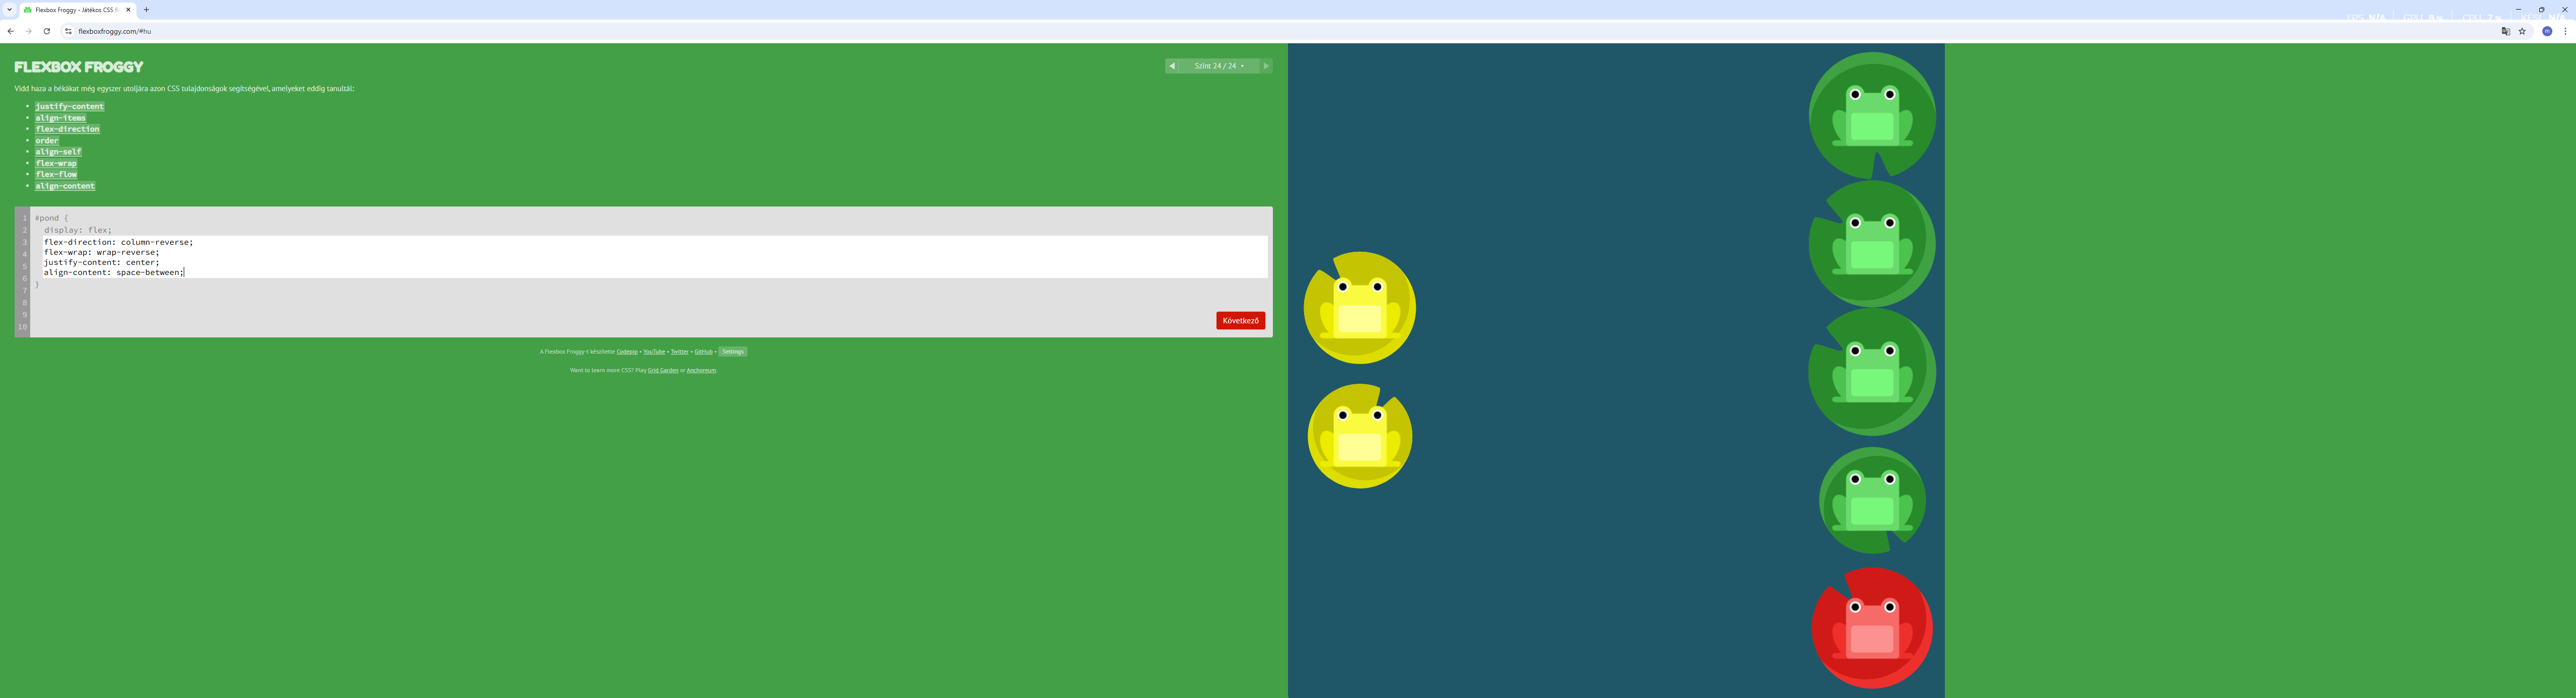 Flexbox Froggy - Játékos CSS
flexboxfroggy.com/#hu
FLEXBOX FROGGY
Szint 24 / 24
Vidd haza a békákat még egyszer utoljára azon CSS tulajdonságok segítségével, amelyeket eddig tanultál:
justify-content
align-items
flex-direction
order
align-self
flex-wrap
flex-flow
align-content
1 #pond {
2 display: flex;
3 flex-direction: column-reverse;
4 flex-wrap: wrap-reverse;
5 justify-content: center;
6 align-content: space-between;
7 }
8
9
10
Következő
A Flexbox Froggy-t készítette Codepip • YouTube • Twitter • GitHub • Settings
Want to learn more CSS? Play Grid Garden or Anchoreum.